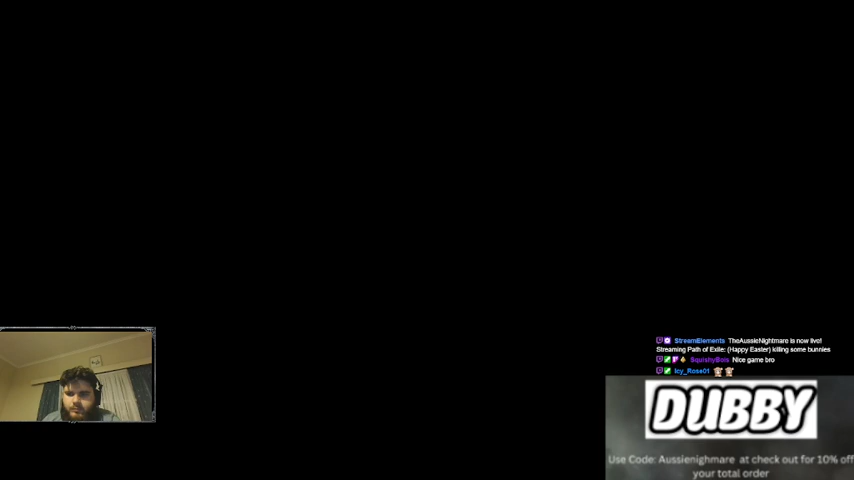 StreamElements TheAussieNightmare is now live!
Streaming Path of Exile: (Happy Easter) killing some bunnies
SquishyBois Nice game bro
Icy_Rose01
DUBBY
Use Code: Aussienighmare at check out for 10% off
your total order